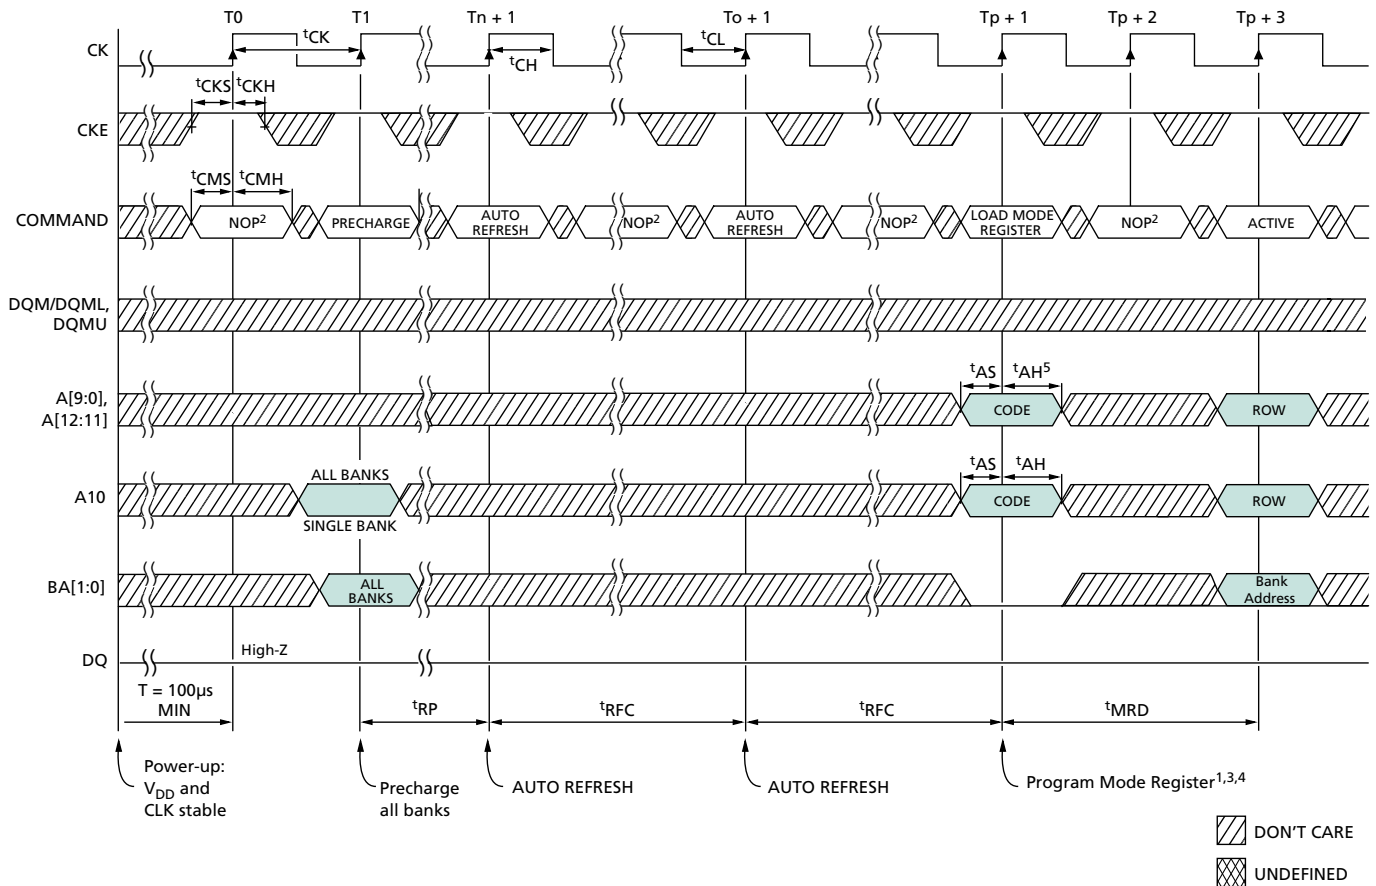 T0 T1 Tn + 1 To + 1 Tp + 1 Tp + 2 Tp + 3
CK tCK tCH tCL
tCKS tCKH
CKE
tCMS tCMH
COMMAND NOP2 PRECHARGE AUTO REFRESH NOP2 AUTO REFRESH NOP2 LOAD MODE REGISTER NOP2 ACTIVE
DQM/DQML,
DQMU
tAS tAH5
A[9:0],
A[12:11]
CODE ROW
ALL BANKS
tAS tAH
A10 CODE ROW
SINGLE BANK
BA[1:0] ALL BANKS Bank Address
High-Z
DQ
T = 100µs
MIN
tRP tRFC tRFC tMRD
Power-up:
VDD and
CLK stable
Precharge
all banks
AUTO REFRESH
AUTO REFRESH
Program Mode Register1,3,4
DON'T CARE
UNDEFINED